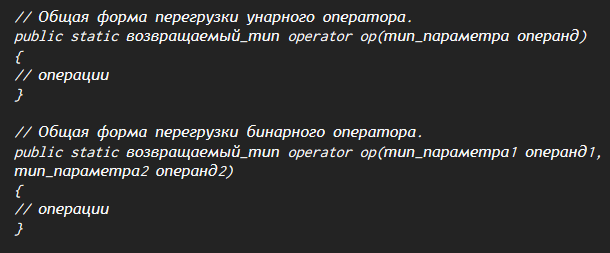 // Общая форма перегрузки унарного оператора.
public static возвращаемый_тип operator op(тип_параметра операнд)
{
// операции
}
// Общая форма перегрузки бинарного оператора.
public static возвращаемый_тип operator op(тип_параметра1 операнд1,
тип_параметра2 операнд2)
{
// операции
}